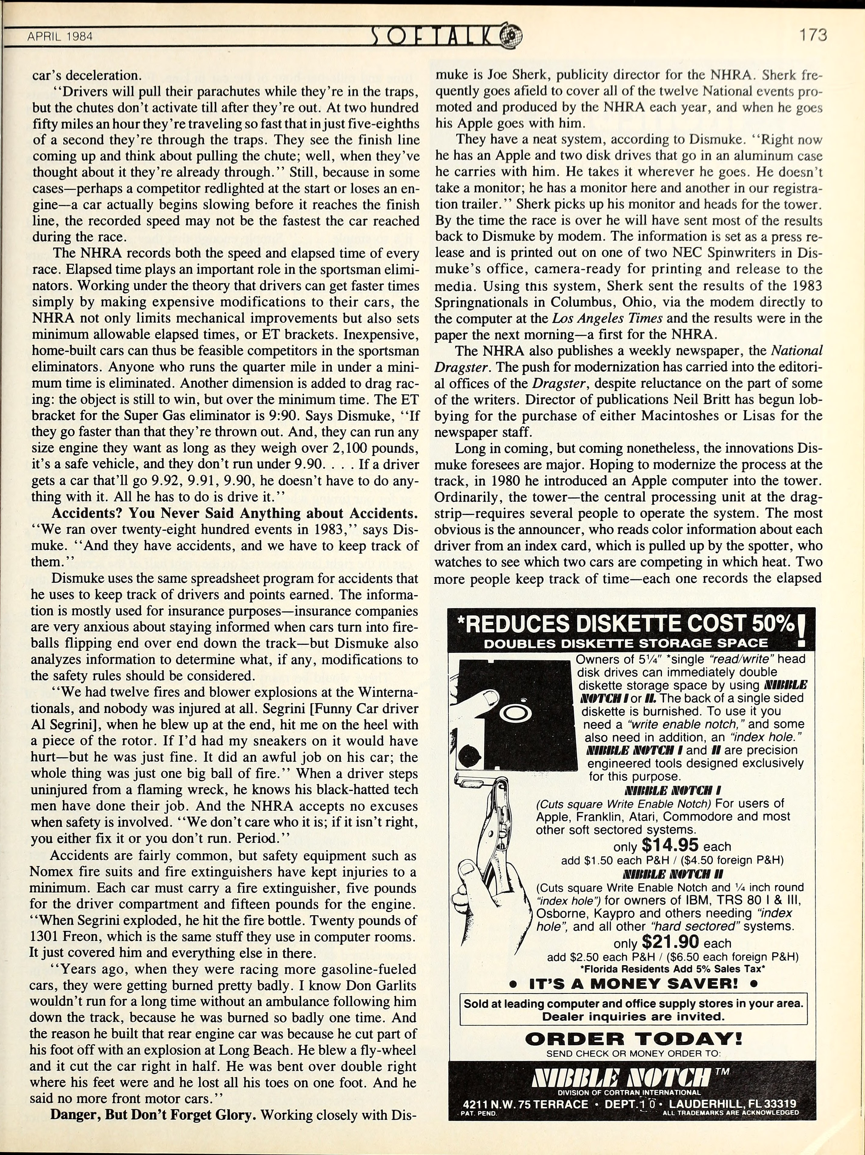 APRIL 1984
SOFTALK
173
car's deceleration.
"Drivers will pull their parachutes while they're in the traps,
but the chutes don't activate till after they're out. At two hundred
fifty miles an hour they're traveling so fast that in just five-eighths
of a second they're through the traps. They see the finish line
coming up and think about pulling the chute; well, when they've
thought about it they're already through." Still, because in some
cases—perhaps a competitor redlighted at the start or loses an en-
gine—a car actually begins slowing before it reaches the finish
line, the recorded speed may not be the fastest the car reached
during the race.
The NHRA records both the speed and elapsed time of every
race. Elapsed time plays an important role in the sportsman elimi-
nators. Working under the theory that drivers can get faster times
simply by making expensive modifications to their cars, the
NHRA not only limits mechanical improvements but also sets
minimum allowable elapsed times, or ET brackets. Inexpensive,
home-built cars can thus be feasible competitors in the sportsman
eliminators. Anyone who runs the quarter mile in under a mini-
mum time is eliminated. Another dimension is added to drag rac-
ing: the object is still to win, but over the minimum time. The ET
bracket for the Super Gas eliminator is 9:90. Says Dismuke, "If
they go faster than that they're thrown out. And, they can run any
size engine they want as long as they weigh over 2,100 pounds,
it's a safe vehicle, and they don't run under 9.90. . . . If a driver
gets a car that'll go 9.92, 9.91, 9.90, he doesn't have to do any-
thing with it. All he has to do is drive it."
Accidents? You Never Said Anything about Accidents.
"We ran over twenty-eight hundred events in 1983," says Dis-
muke. "And they have accidents, and we have to keep track of
them."
Dismuke uses the same spreadsheet program for accidents that
he uses to keep track of drivers and points earned. The informa-
tion is mostly used for insurance purposes—insurance companies
are very anxious about staying informed when cars turn into fire-
balls flipping end over end down the track—but Dismuke also
analyzes information to determine what, if any, modifications to
the safety rules should be considered.
"We had twelve fires and blower explosions at the Winterna-
tionals, and nobody was injured at all. Segrini [Funny Car driver
Al Segrini], when he blew up at the end, hit me on the heel with
a piece of the rotor. If I'd had my sneakers on it would have
hurt—but he was just fine. It did an awful job on his car; the
whole thing was just one big ball of fire." When a driver steps
uninjured from a flaming wreck, he knows his black-hatted tech
men have done their job. And the NHRA accepts no excuses
when safety is involved. "We don't care who it is; if it isn't right,
you either fix it or you don't run. Period."
Accidents are fairly common, but safety equipment such as
Nomex fire suits and fire extinguishers have kept injuries to a
minimum. Each car must carry a fire extinguisher, five pounds
for the driver compartment and fifteen pounds for the engine.
"When Segrini exploded, he hit the fire bottle. Twenty pounds of
1301 Freon, which is the same stuff they use in computer rooms.
It just covered him and everything else in there.
"Years ago, when they were racing more gasoline-fueled
cars, they were getting burned pretty badly. I know Don Garlits
wouldn't run for a long time without an ambulance following him
down the track, because he was burned so badly one time. And
the reason he built that rear engine car was because he cut part of
his foot off with an explosion at Long Beach. He blew a fly-wheel
and it cut the car right in half. He was bent over double right
where his feet were and he lost all his toes on one foot. And he
said no more front motor cars."
Danger, But Don't Forget Glory. Working closely with Dis-
muke is Joe Sherk, publicity director for the NHRA. Sherk fre-
quently goes afield to cover all of the twelve National events pro-
moted and produced by the NHRA each year, and when he goes
his Apple goes with him.
They have a neat system, according to Dismuke. "Right now
he has an Apple and two disk drives that go in an aluminum case
he carries with him. He takes it wherever he goes. He doesn't
take a monitor; he has a monitor here and another in our registra-
tion trailer." Sherk picks up his monitor and heads for the tower.
By the time the race is over he will have sent most of the results
back to Dismuke by modem. The information is set as a press re-
lease and is printed out on one of two NEC Spinwriters in Dis-
muke's office, camera-ready for printing and release to the
media. Using this system, Sherk sent the results of the 1983
Springnationals in Columbus, Ohio, via the modem directly to
the computer at the Los Angeles Times and the results were in the
paper the next morning—a first for the NHRA.
The NHRA also publishes a weekly newspaper, the National
Dragster. The push for modernization has carried into the editori-
al offices of the Dragster, despite reluctance on the part of some
of the writers. Director of publications Neil Britt has begun lob-
bying for the purchase of either Macintoshes or Lisas for the
newspaper staff.
Long in coming, but coming nonetheless, the innovations Dis-
muke foresees are major. Hoping to modernize the process at the
track, in 1980 he introduced an Apple computer into the tower.
Ordinarily, the tower—the central processing unit at the drag-
strip—requires several people to operate the system. The most
obvious is the announcer, who reads color information about each
driver from an index card, which is pulled up by the spotter, who
watches to see which two cars are competing in which heat. Two
more people keep track of time—each one records the elapsed
*REDUCES DISKETTE COST 50%!
DOUBLES DISKETTE STORAGE SPACE
Owners of 5¼" *single "read/write" head
disk drives can immediately double
diskette storage space by using NIBBLE
NOTCH I or II. The back of a single sided
diskette is burnished. To use it you
need a "write enable notch," and some
also need in addition, an "index hole."
NIBBLE NOTCH I and II are precision
engineered tools designed exclusively
for this purpose.
NIBBLE NOTCH I
(Cuts square Write Enable Notch) For users of
Apple, Franklin, Atari, Commodore and most
other soft sectored systems.
only $14.95 each
add $1.50 each P&H / ($4.50 foreign P&H)
NIBBLE NOTCH II
(Cuts square Write Enable Notch and ¼ inch round
"index hole") for owners of IBM, TRS 80 I & III,
Osborne, Kaypro and others needing "index
hole", and all other "hard sectored" systems.
only $21.90 each
add $2.50 each P&H / ($6.50 each foreign P&H)
*Florida Residents Add 5% Sales Tax*
• IT'S A MONEY SAVER! •
Sold at leading computer and office supply stores in your area.
Dealer inquiries are invited.
ORDER TODAY!
SEND CHECK OR MONEY ORDER TO:
NIBBLE NOTCH™
DIVISION OF CORTRAN INTERNATIONAL
4211 N.W. 75 TERRACE • DEPT. 10 • LAUDERHILL, FL 33319
PAT. PEND. ALL TRADEMARKS ARE ACKNOWLEDGED